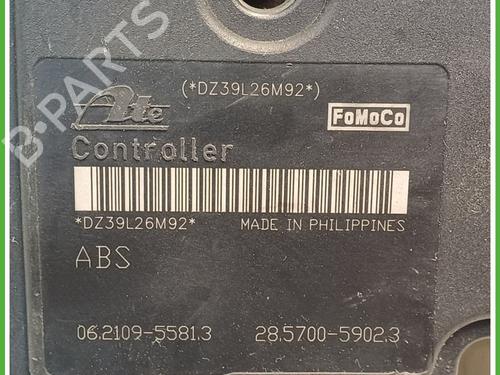 (*DZ39L26M92*)
Ate
FoMoCo
Controller
*DZ39L26M92*
MADE IN PHILIPPINES
ABS
06.2109-5581.3
28.5700-5902.3
B-PARTS